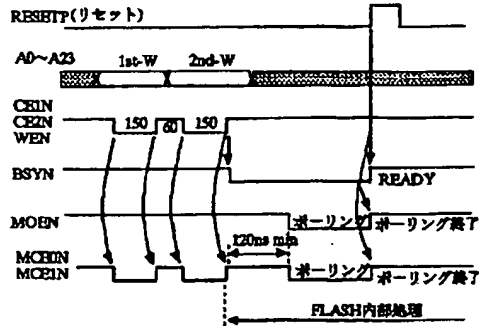 RESETP(リセット)
A0～A23
1st-W
2nd-W
CE1N
CE2N
WEN
150
60
150
BSYN
READY
MOEN
ポーリング
ポーリング終了
120ns min
MCE0N
MCE1N
ポーリング
ポーリング終了
FLASH内部処理